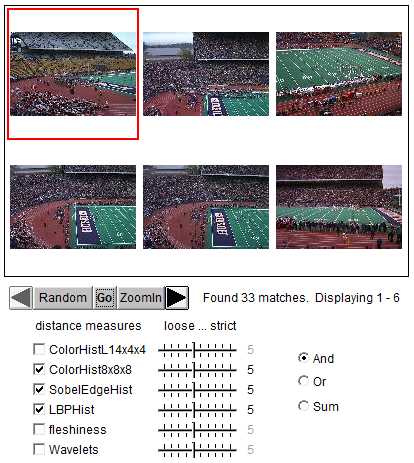 Random Go ZoomIn Found 33 matches. Displaying 1 - 6
distance measures loose ... strict
ColorHistL14x4x4 5
ColorHist8x8x8 5
SobelEdgeHist 5
LBPHist 5
fleshiness 5
Wavelets 5
And
Or
Sum